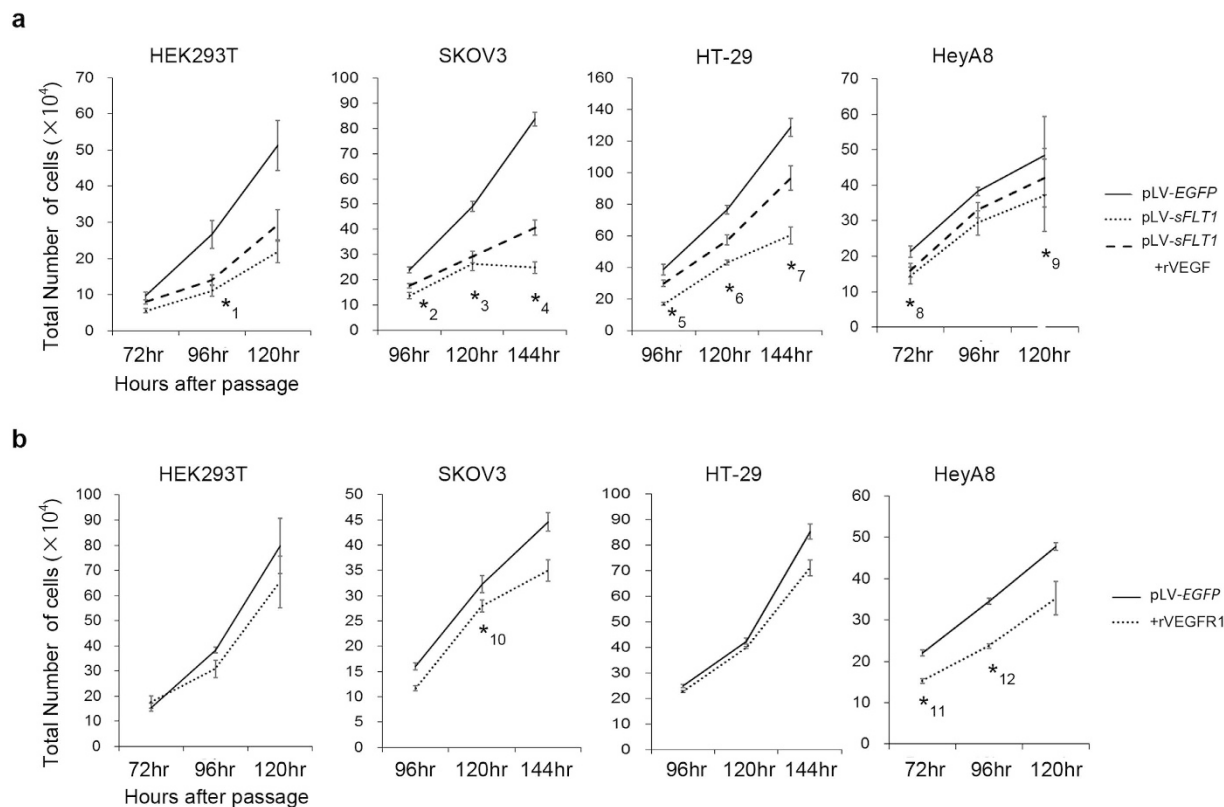 a
HEK293T
SKOV3
HT-29
HeyA8
Total Number of cells (×10⁴)
70
60
50
40
30
20
10
0
*1
72hr 96hr 120hr
Hours after passage
100
90
80
70
60
50
40
30
20
10
0
*2 *3 *4
96hr 120hr 144hr
160
140
120
100
80
60
40
20
0
*5 *6 *7
96hr 120hr 144hr
70
60
50
40
30
20
10
0
*8 *9
72hr 96hr 120hr
pLV-EGFP
pLV-sFLT1
pLV-sFLT1
+rVEGF
b
HEK293T
SKOV3
HT-29
HeyA8
Total Number of cells (×10⁴)
100
90
80
70
60
50
40
30
20
10
0
72hr 96hr 120hr
Hours after passage
50
45
40
35
30
25
20
15
10
5
0
*10
96hr 120hr 144hr
100
90
80
70
60
50
40
30
20
10
0
96hr 120hr 144hr
60
50
40
30
20
10
0
*11 *12
72hr 96hr 120hr
pLV-EGFP
+rVEGFR1